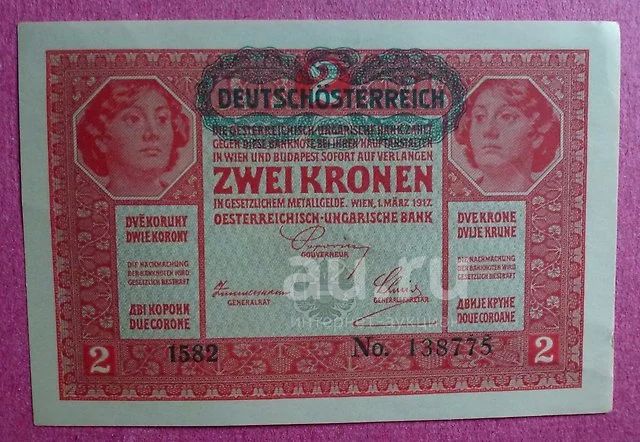 2
DEUTSCHÖSTERREICH
DIE OESTERREICHISCH-UNGARISCHE BANK ZAHLT
GEGEN DIESE BANKNOTE BEI IHREN HAUPTANSTALTEN
IN WIEN UND BUDAPEST SOFORT AUF VERLANGEN
ZWEI KRONEN
IN GESETZLICHEM METALLGELDE. WIEN, 1. MÄRZ 1917.
OESTERREICHISCH-UNGARISCHE BANK
GOUVERNEUR
GENERALRAT
GENERALSEKRETÄR
DVĚ KORUNY
DWIE KORONY
DIE NACHMACHUNG
DER BANKNOTEN WIRD
GESETZLICH BESTRAFT
ДВІ КОРОНИ
DUE CORONE
DVE KRONE
DVIJE KRUNE
DIE NACHMACHUNG
DER BANKNOTEN WIRD
GESETZLICH BESTRAFT
ДВИЈЕ КРУНЕ
DOUE COROANE
2
1582
No. 138775
2
au.ru